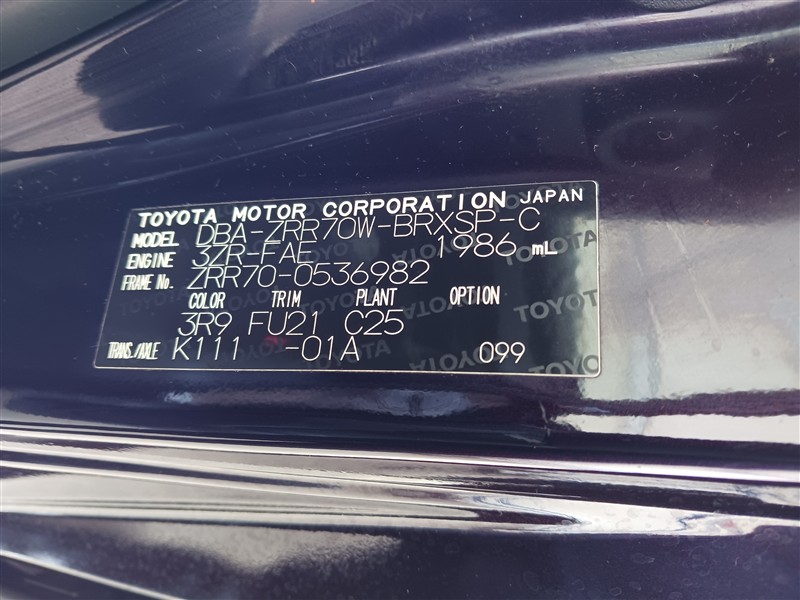 TOYOTA MOTOR CORPORATION JAPAN
MODEL DBA-ZRR70W-BRXSP-C
ENGINE 3ZR-FAE 1986 mL
FRAME No. ZRR70-0536982
COLOR TRIM PLANT OPTION
3R9 FU21 C25
TRANS./AXLE K111 -01A 099